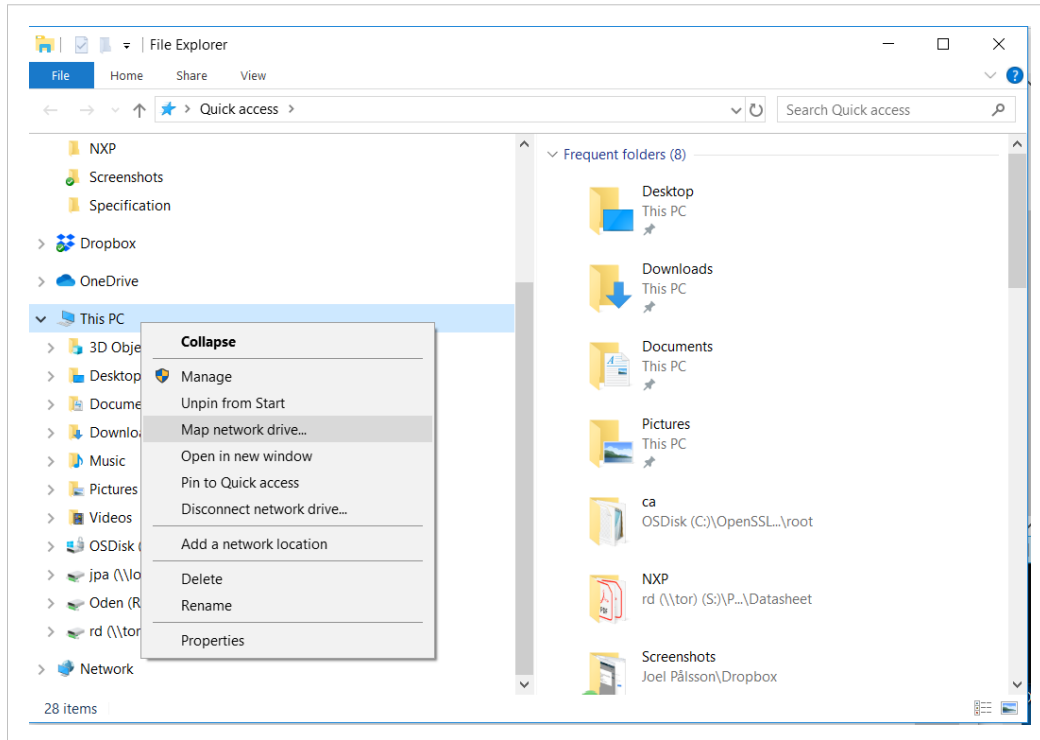 File Explorer
File Home Share View
Quick access
Search Quick access
NXP
Screenshots
Specification
Dropbox
OneDrive
This PC
3D Obje
Desktop
Docume
Downlo
Music
Pictures
Videos
OSDisk (
jpa (\\lo
Oden (R
rd (\\tor
Network
Collapse
Manage
Unpin from Start
Map network drive...
Open in new window
Pin to Quick access
Disconnect network drive...
Add a network location
Delete
Rename
Properties
Frequent folders (8)
Desktop
This PC
Downloads
This PC
Documents
This PC
Pictures
This PC
ca
OSDisk (C:)\OpenSSL...\root
NXP
rd (\\tor) (S:)\P...\Datasheet
Screenshots
Joel Pålsson\Dropbox
28 items